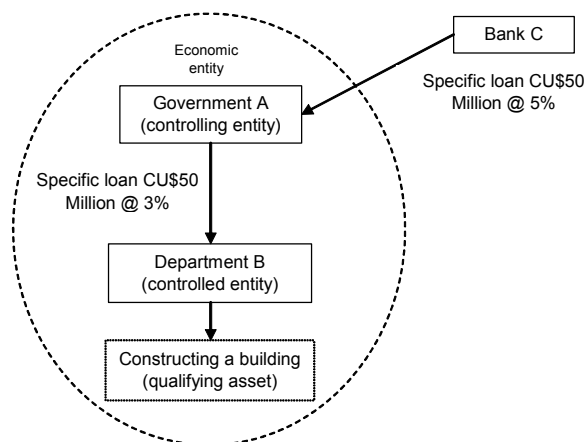 Economic
entity
Bank C
Specific loan CU$50
Million @ 5%
Government A
(controlling entity)
Specific loan CU$50
Million @ 3%
Department B
(controlled entity)
Constructing a building
(qualifying asset)